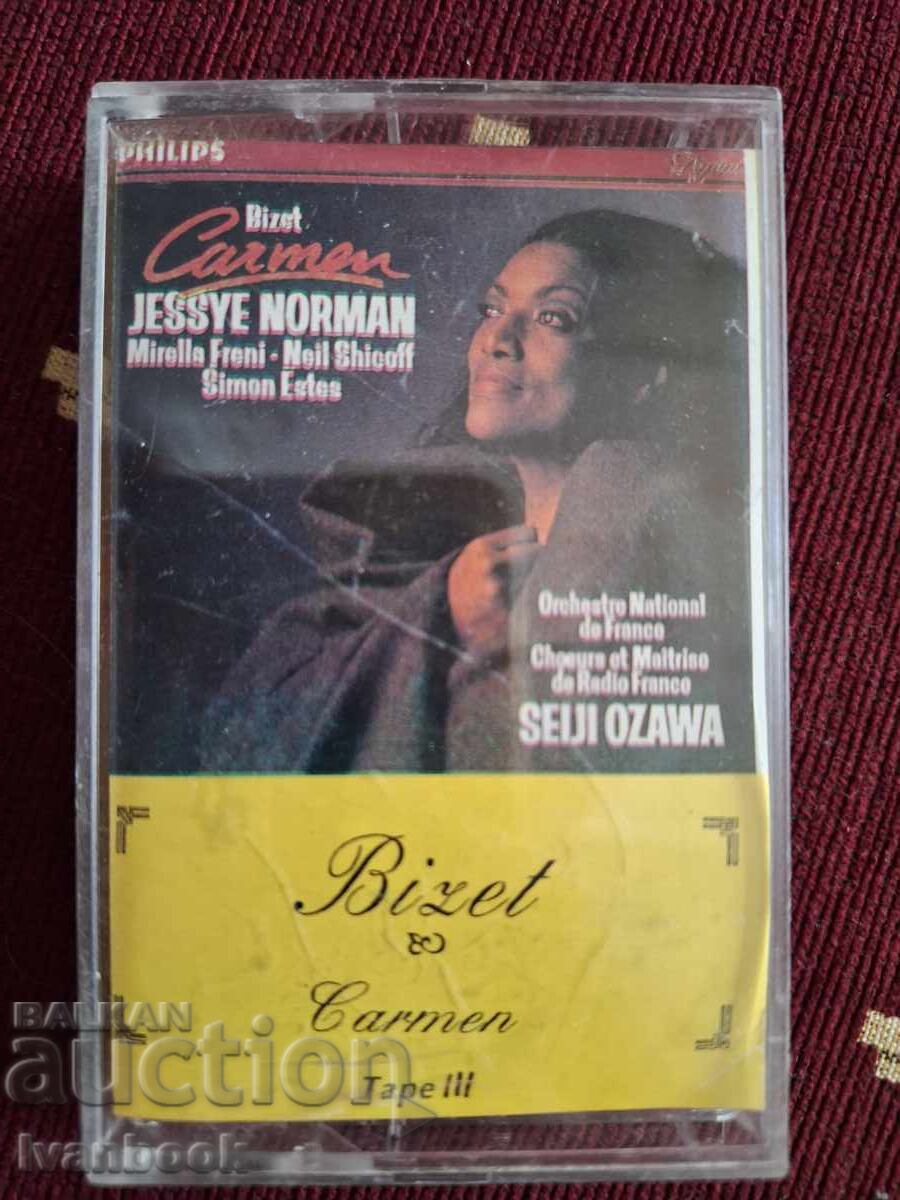 PHILIPS
Bizet
Carmen
JESSYE NORMAN
Mirella Freni · Neil Shicoff
Simon Estes
Orchestre National
de France
Choeurs et Maîtrise
de Radio France
SEIJI OZAWA
Bizet
Carmen
Tape III
BALKAN
auction
Ivanbook